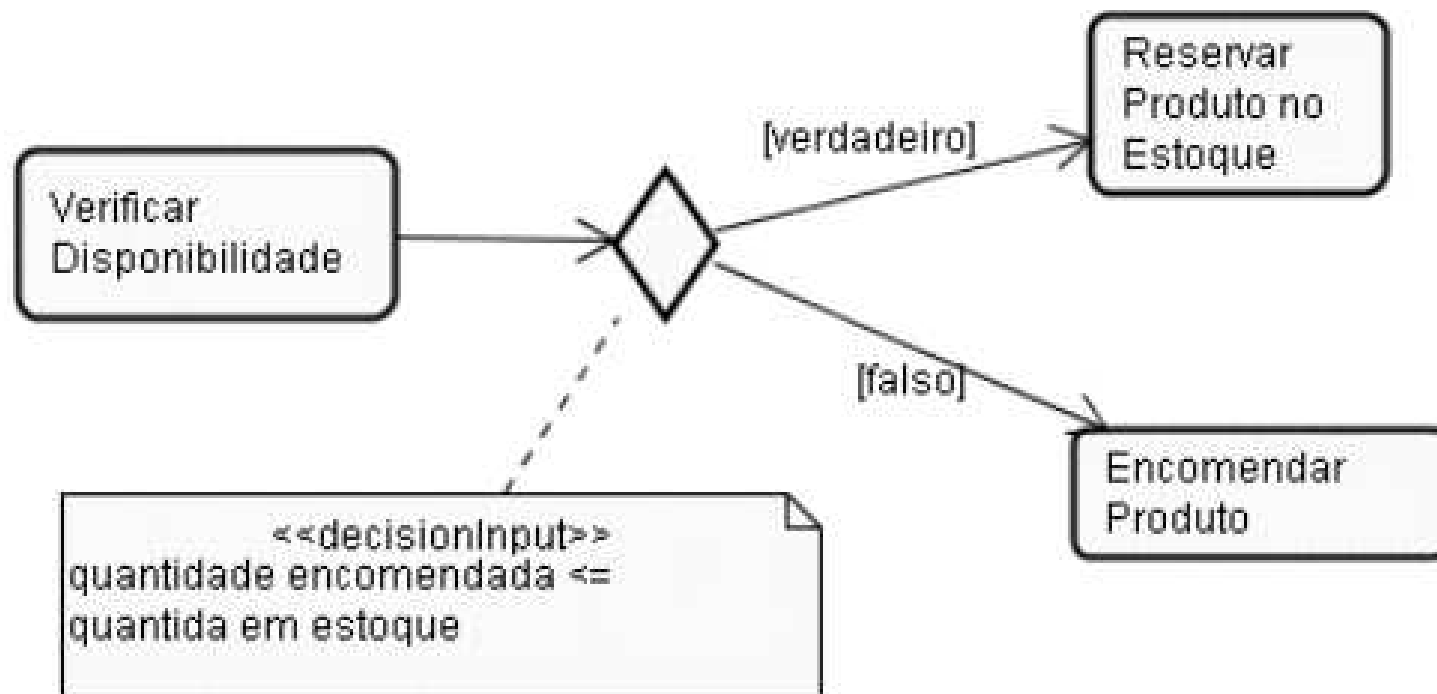 Verificar
Disponibilidade
[verdadeiro]
Reservar
Produto no
Estoque
[falso]
Encomendar
Produto
<<decisionInput>>
quantidade encomendada <=
quantida em estoque